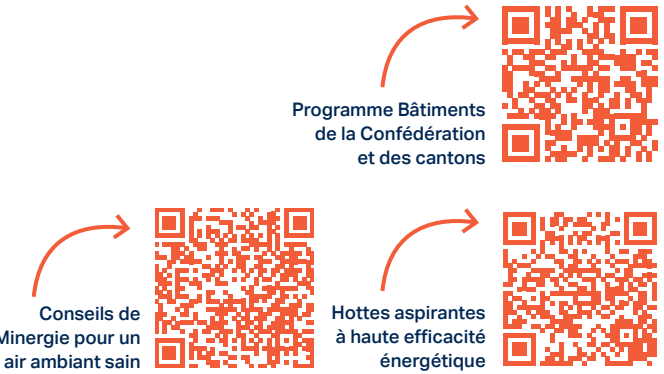 Programme Bâtiments
de la Confédération
et des cantons
Conseils de
Minergie pour un
air ambiant sain
Hottes aspirantes
à haute efficacité
énergétique